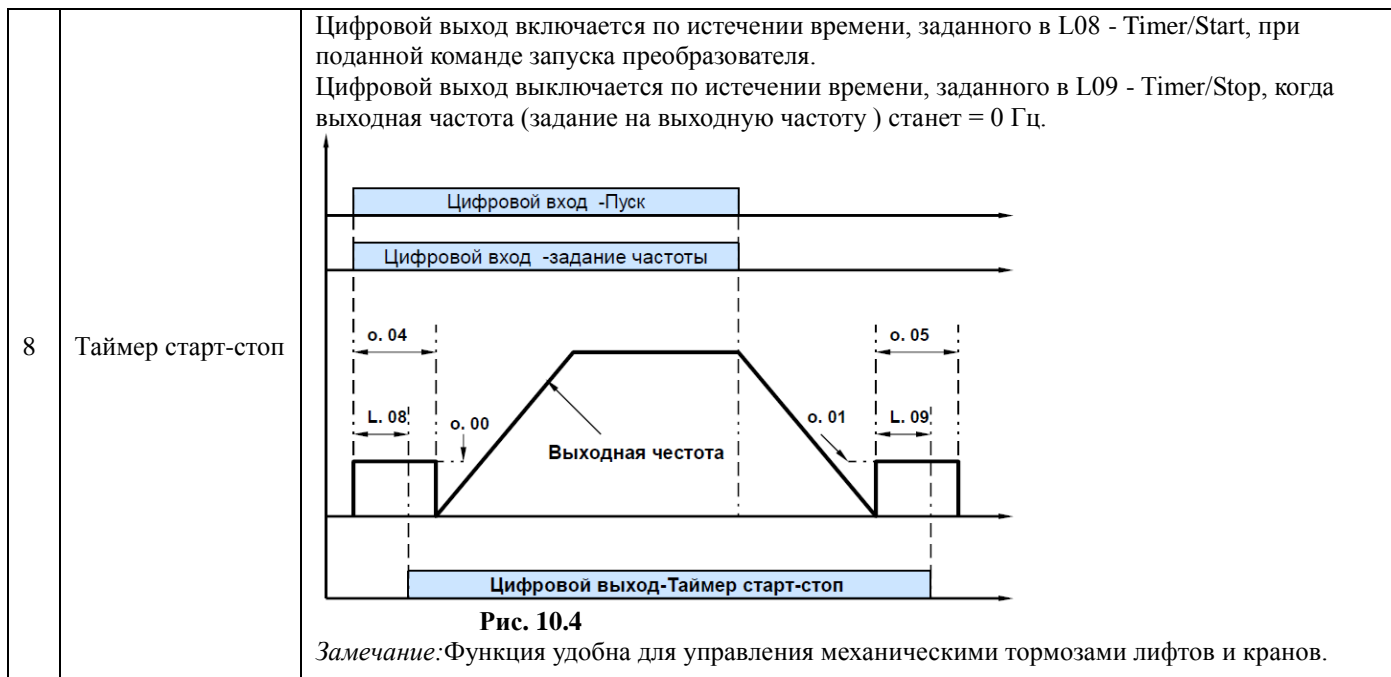 Цифровой выход включается по истечении времени, заданного в L08 - Timer/Start, при
поданной команде запуска преобразователя.
Цифровой выход выключается по истечении времени, заданного в L09 - Timer/Stop, когда
выходная частота (задание на выходную частоту ) станет = 0 Гц.
Цифровой вход -Пуск
Цифровой вход -задание частоты
8
Таймер старт-стоп
o. 04
o. 05
L. 08
o. 00
o. 01
L. 09
Выходная честота
Цифровой выход-Таймер старт-стоп
Рис. 10.4
Замечание:Функция удобна для управления механическими тормозами лифтов и кранов.